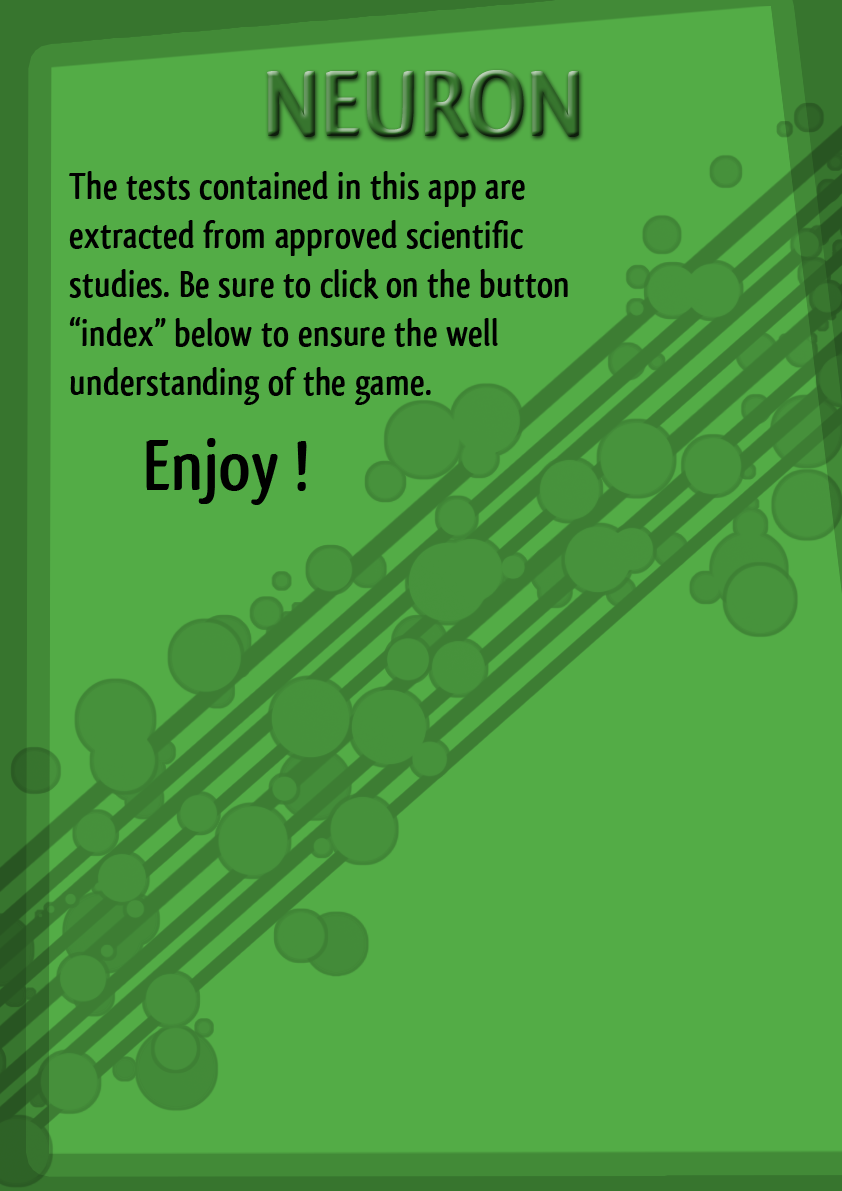 NEURON
The tests contained in this app are
extracted from approved scientific
studies. Be sure to click on the button
“index” below to ensure the well
understanding of the game.
Enjoy !